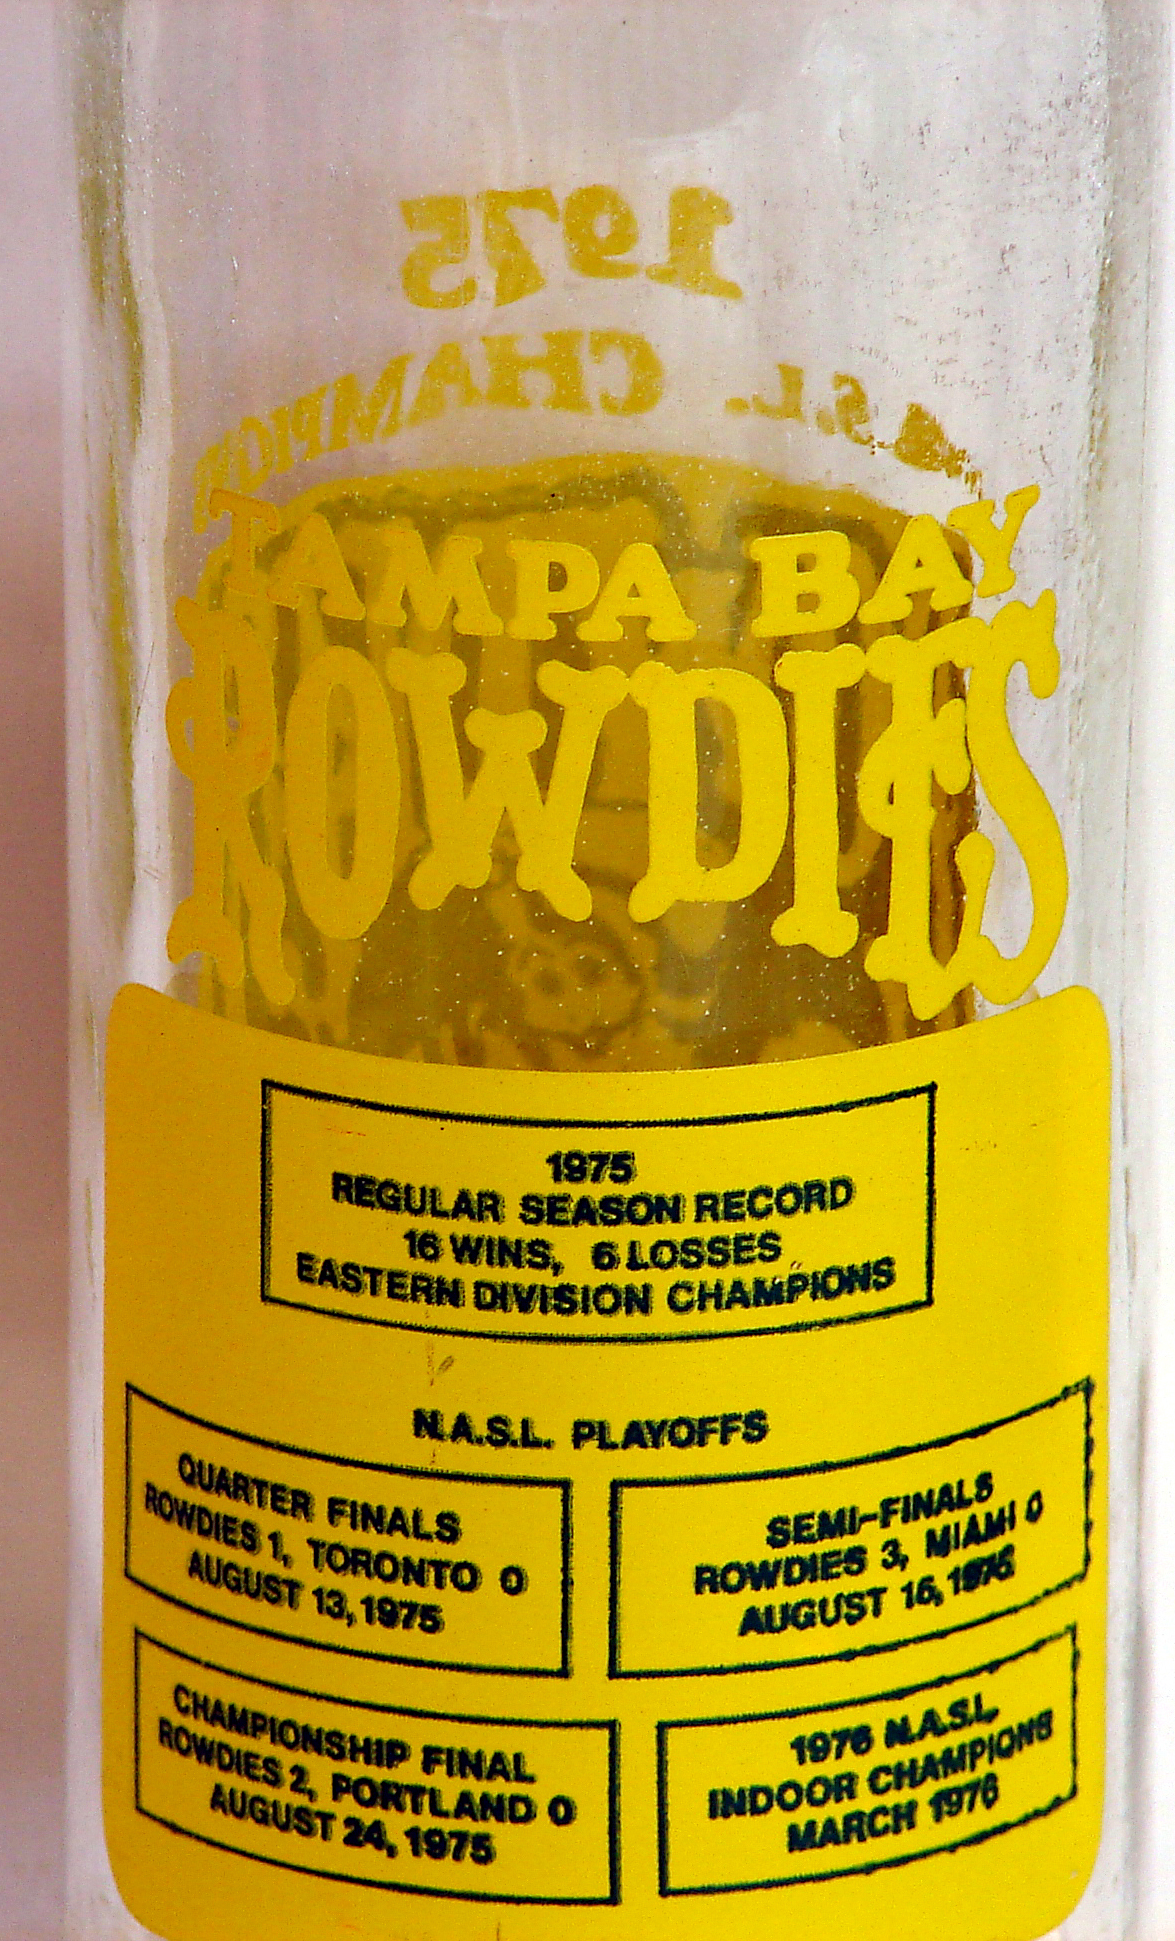 1975
N.A.S.L. CHAMPIONS
TAMPA BAY
ROWDIES
1975
REGULAR SEASON RECORD
16 WINS, 6 LOSSES
EASTERN DIVISION CHAMPIONS
N.A.S.L. PLAYOFFS
QUARTER FINALS
ROWDIES 1, TORONTO 0
AUGUST 13, 1975
SEMI-FINALS
ROWDIES 3, MIAMI 0
AUGUST 16, 1975
CHAMPIONSHIP FINAL
ROWDIES 2, PORTLAND 0
AUGUST 24, 1975
1976 N.A.S.L.
INDOOR CHAMPIONS
MARCH 1976